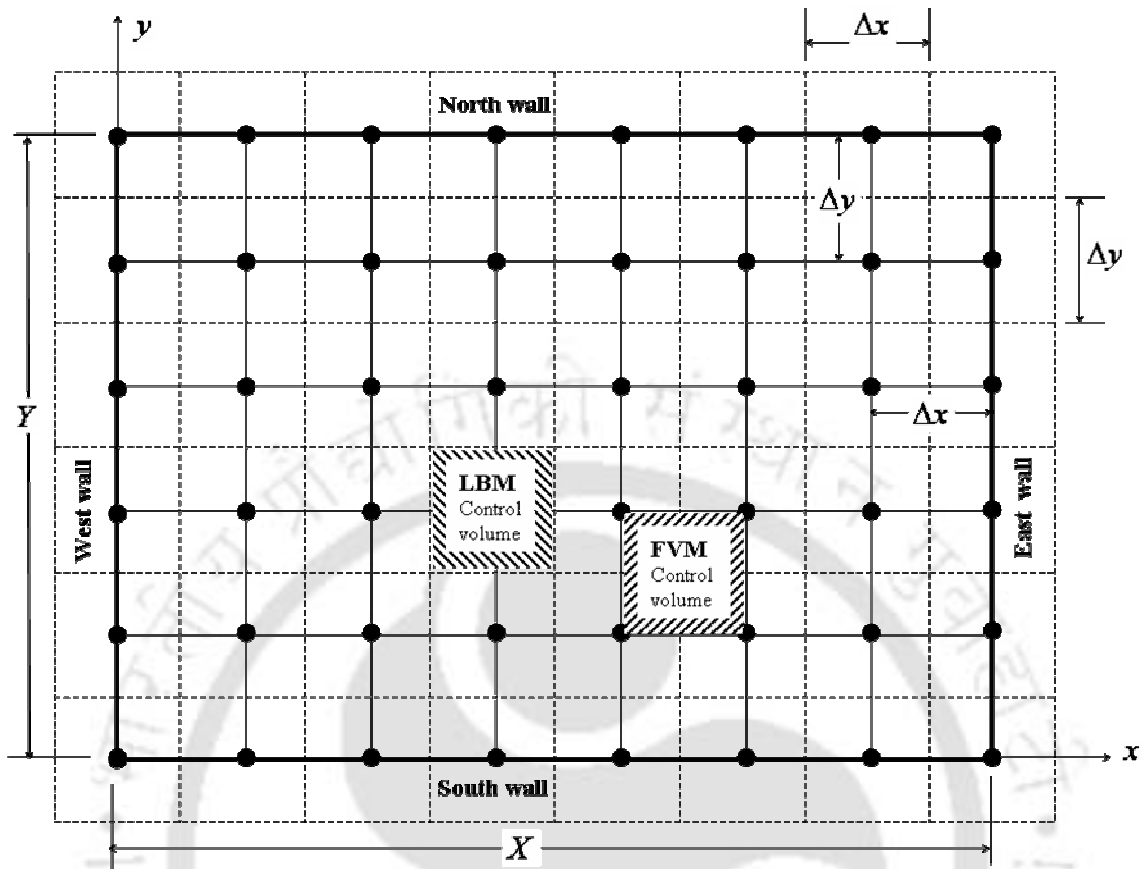 y
Δx
North wall
Δy
Δy
Δx
Y
West wall
LBM
Control
volume
FVM
Control
volume
East wall
x
South wall
X